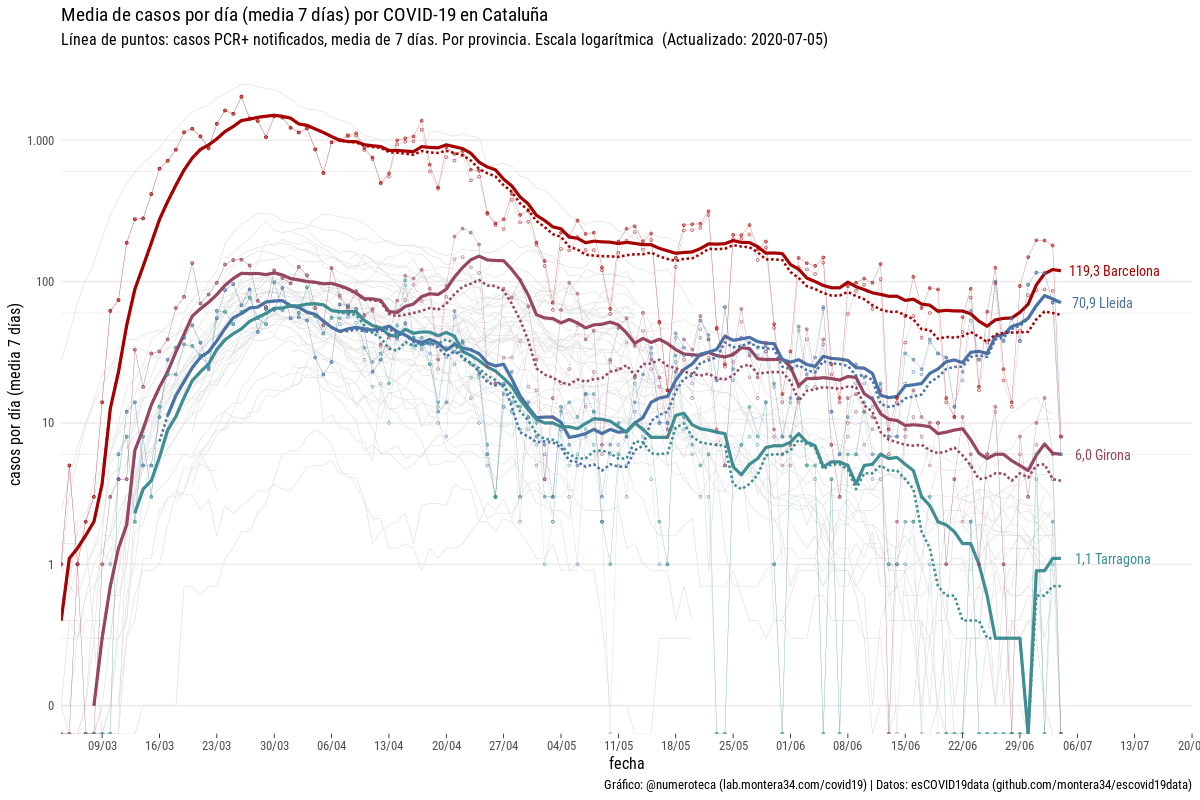 Media de casos por día (media 7 días) por COVID-19 en Cataluña
Línea de puntos: casos PCR+ notificados, media de 7 días. Por provincia. Escala logarítmica (Actualizado: 2020-07-05)
casos por día (media 7 días)
1.000
100
10
1
0
119,3 Barcelona
70,9 Lleida
6,0 Girona
1,1 Tarragona
09/03 16/03 23/03 30/03 06/04 13/04 20/04 27/04 04/05 11/05 18/05 25/05 01/06 08/06 15/06 22/06 29/06 06/07 13/07 20/0
fecha
Gráfico: @numeroteca (lab.montera34.com/covid19) | Datos: esCOVID19data (github.com/montera34/escovid19data)